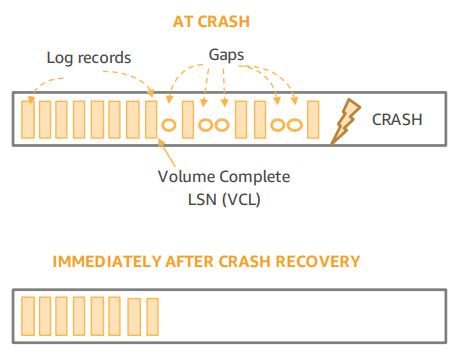 AT CRASH
Log records
Gaps
CRASH
Volume Complete
LSN (VCL)
IMMEDIATELY AFTER CRASH RECOVERY